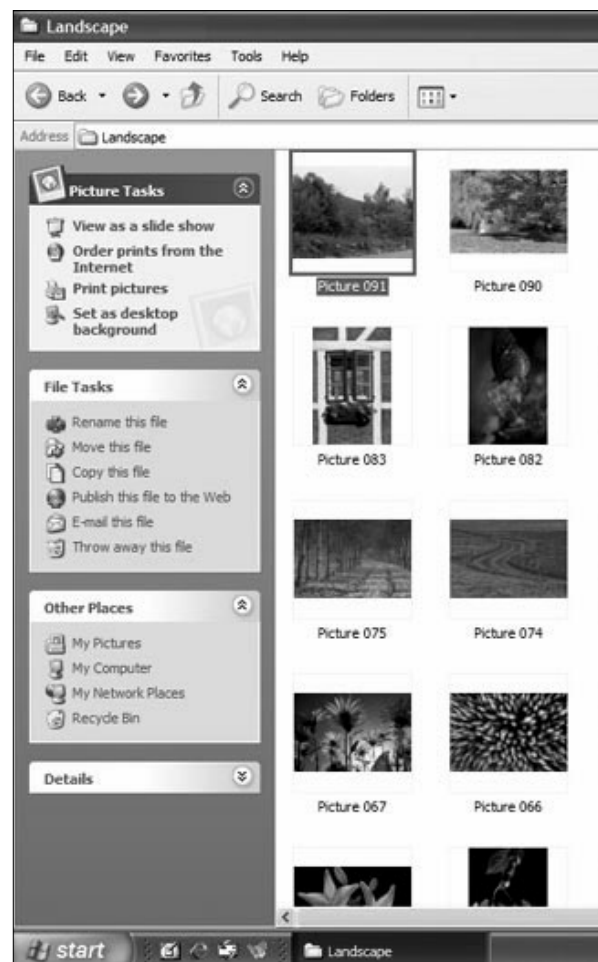 Landscape
File Edit View Favorites Tools Help
Back Search Folders
Address Landscape
Picture Tasks
View as a slide show
Order prints from the
Internet
Print pictures
Set as desktop
background
File Tasks
Rename this file
Move this file
Copy this file
Publish this file to the Web
E-mail this file
Throw away this file
Other Places
My Pictures
My Computer
My Network Places
Recycle Bin
Details
Picture 091 Picture 090
Picture 083 Picture 082
Picture 075 Picture 074
Picture 067 Picture 066
start Landscape